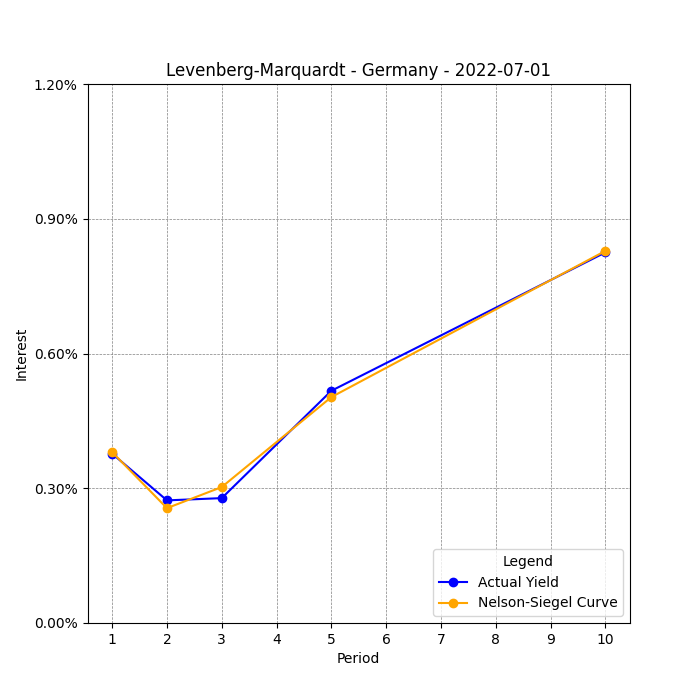 Levenberg-Marquardt - Germany - 2022-07-01
1.20%
0.90%
0.60%
0.30%
0.00%
Interest
1 2 3 4 5 6 7 8 9 10
Period
Legend
Actual Yield
Nelson-Siegel Curve